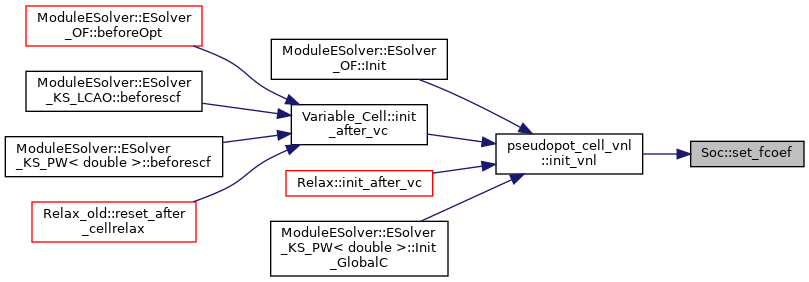 ModuleESolver::ESolver
_OF::beforeOpt
ModuleESolver::ESolver
_KS_LCAO::beforescf
ModuleESolver::ESolver
_KS_PW< double >::beforescf
Relax_old::reset_after
_cellrelax
ModuleESolver::ESolver
_OF::Init
Variable_Cell::init
_after_vc
Relax::init_after_vc
ModuleESolver::ESolver
_KS_PW< double >::Init
_GlobalC
pseudopot_cell_vnl
::init_vnl
Soc::set_fcoef